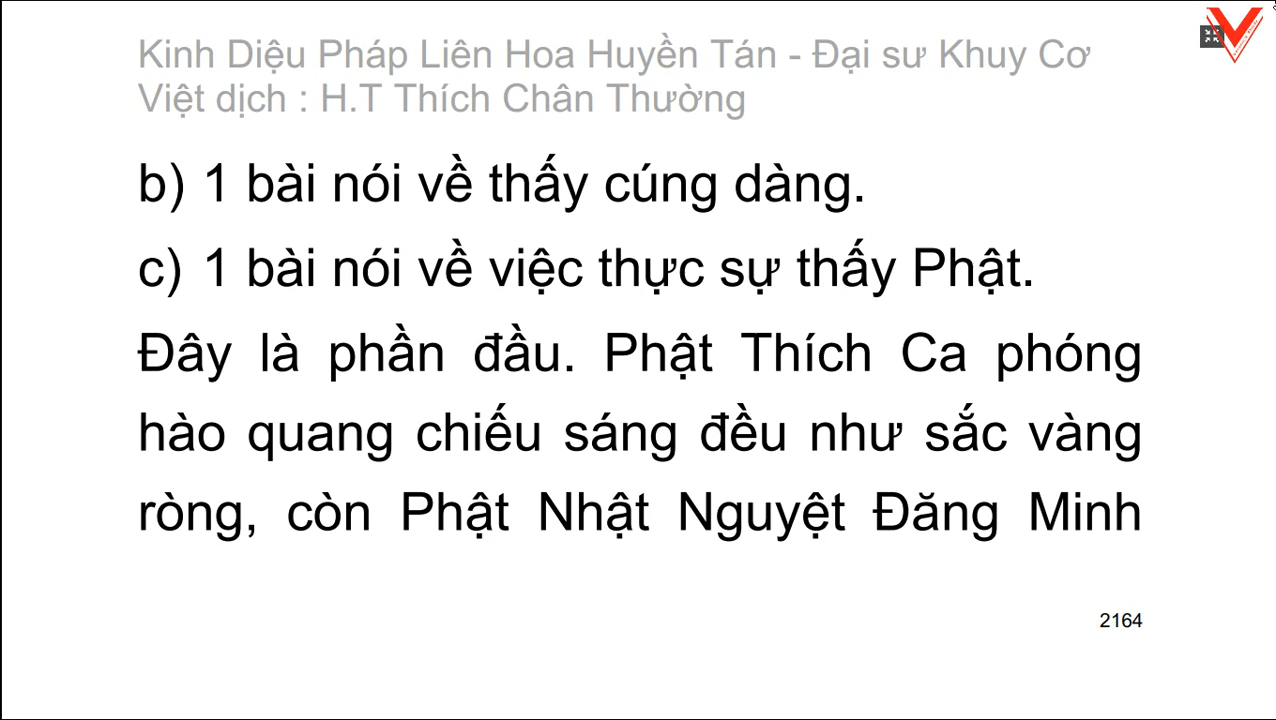 Kinh Diệu Pháp Liên Hoa Huyền Tán - Đại sư Khuy Cơ
Việt dịch : H.T Thích Chân Thường
b) 1 bài nói về thấy cúng dàng.
c) 1 bài nói về việc thực sự thấy Phật.
Đây là phần đầu. Phật Thích Ca phóng
hào quang chiếu sáng đều như sắc vàng
ròng, còn Phật Nhật Nguyệt Đăng Minh
2164